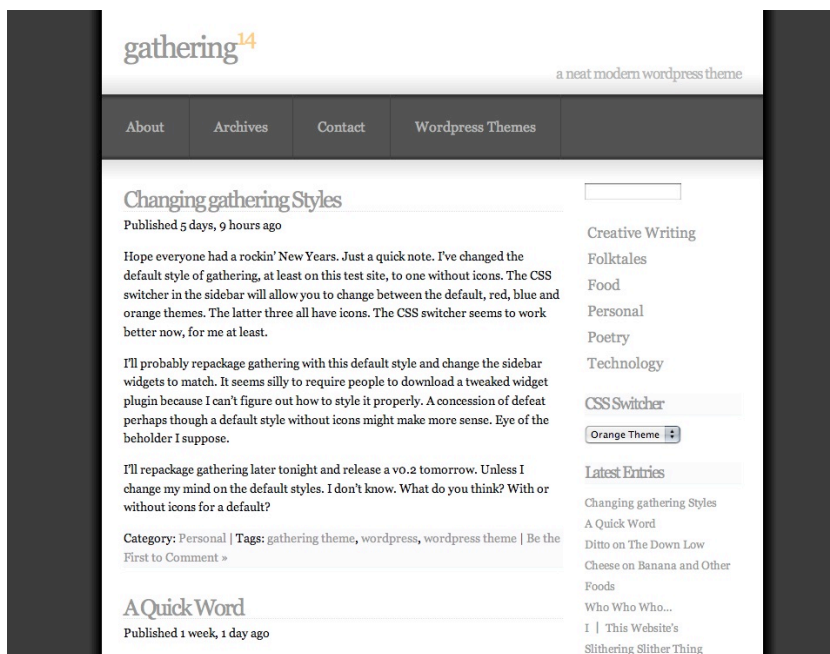 gathering14
a neat modern wordpress theme
About
Archives
Contact
Wordpress Themes
Changing gathering Styles
Published 5 days, 9 hours ago
Hope everyone had a rockin’ New Years. Just a quick note. I’ve changed the
default style of gathering, at least on this test site, to one without icons. The CSS
switcher in the sidebar will allow you to change between the default, red, blue and
orange themes. The latter three all have icons. The CSS switcher seems to work
better now, for me at least.
I’ll probably repackage gathering with this default style and change the sidebar
widgets to match. It seems silly to require people to download a tweaked widget
plugin because I can’t figure out how to style it properly. A concession of defeat
perhaps though a default style without icons might make more sense. Eye of the
beholder I suppose.
I’ll repackage gathering later tonight and release a v0.2 tomorrow. Unless I
change my mind on the default styles. I don’t know. What do you think? With or
without icons for a default?
Category: Personal | Tags: gathering theme, wordpress, wordpress theme | Be the
First to Comment »
A Quick Word
Published 1 week, 1 day ago
Creative Writing
Folktales
Food
Personal
Poetry
Technology
CSS Switcher
Orange Theme
Latest Entries
Changing gathering Styles
A Quick Word
Ditto on The Down Low
Cheese on Banana and Other
Foods
Who Who Who...
I | This Website's
Slithering Slither Thing